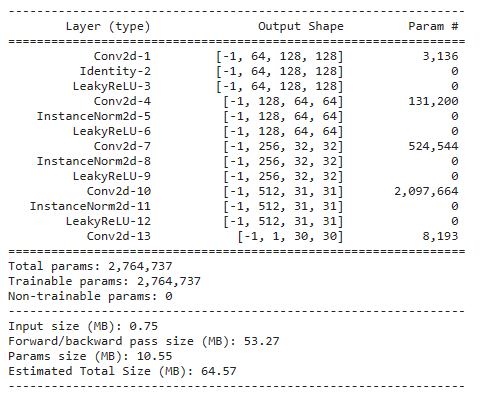 ----------------------------------------------------------------
        Layer (type)               Output Shape         Param #
================================================================
            Conv2d-1         [-1, 64, 128, 128]           3,136
          Identity-2         [-1, 64, 128, 128]               0
         LeakyReLU-3         [-1, 64, 128, 128]               0
            Conv2d-4          [-1, 128, 64, 64]         131,200
    InstanceNorm2d-5          [-1, 128, 64, 64]               0
         LeakyReLU-6          [-1, 128, 64, 64]               0
            Conv2d-7          [-1, 256, 32, 32]         524,544
    InstanceNorm2d-8          [-1, 256, 32, 32]               0
         LeakyReLU-9          [-1, 256, 32, 32]               0
           Conv2d-10          [-1, 512, 31, 31]       2,097,664
   InstanceNorm2d-11          [-1, 512, 31, 31]               0
        LeakyReLU-12          [-1, 512, 31, 31]               0
           Conv2d-13            [-1, 1, 30, 30]           8,193
================================================================
Total params: 2,764,737
Trainable params: 2,764,737
Non-trainable params: 0
----------------------------------------------------------------
Input size (MB): 0.75
Forward/backward pass size (MB): 53.27
Params size (MB): 10.55
Estimated Total Size (MB): 64.57
----------------------------------------------------------------